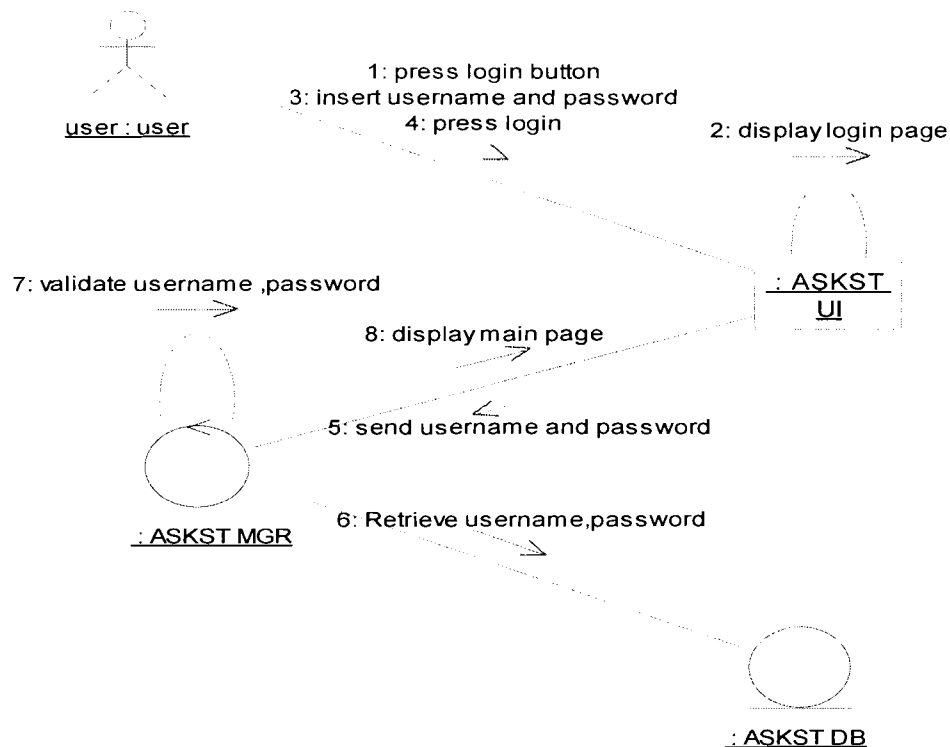 1: press login button
3: insert username and password
4: press login
user : user
2: display login page
7: validate username ,password
: ASKST
UI
8: display main page
5: send username and password
6: Retrieve username,password
: ASKST MGR
: ASKST DB